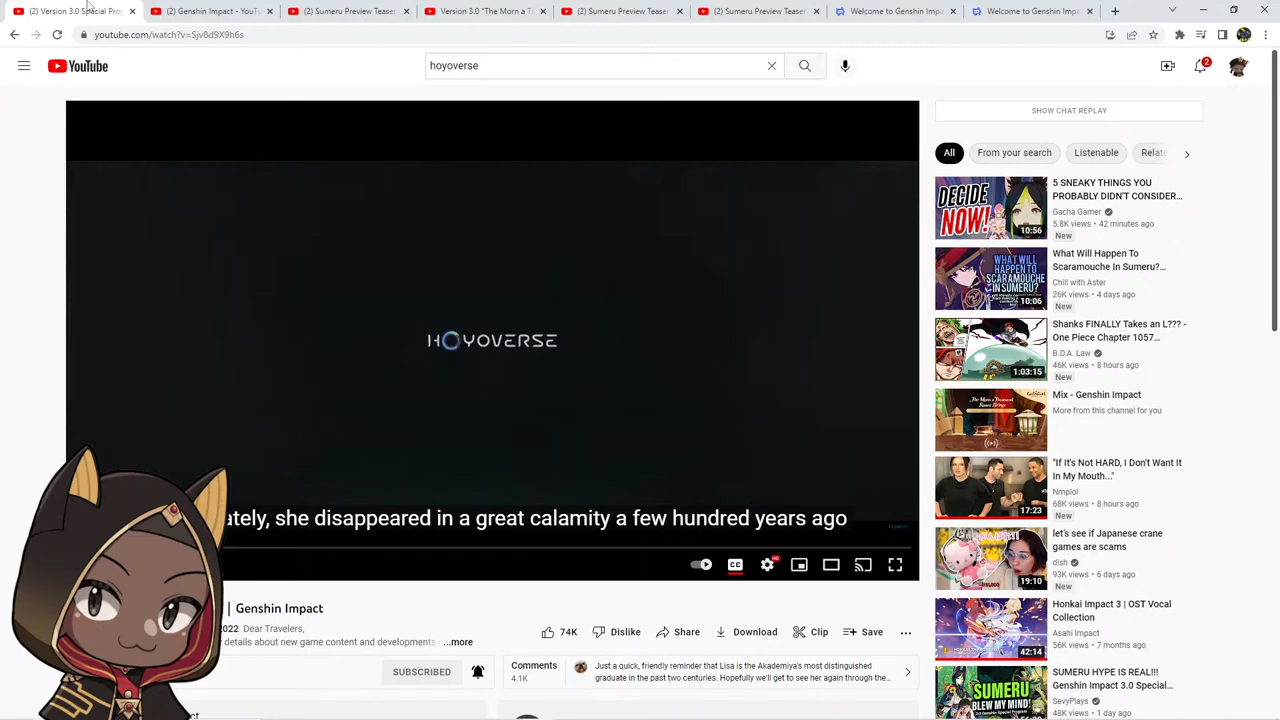 (2) Version 3.0 Special Prog
(2) Genshin Impact - YouT
(2) Sumeru Preview Teaser
Version 3.0 "The Morn a T
(2) Sumeru Preview Teaser
(2) Sumeru Preview Teaser
Welcome to Genshin Impa
Welcome to Genshin Impa
youtube.com/watch?v=Sjv8d9X9h6s
YouTube
hoyoverse
2
SHOW CHAT REPLAY
All
From your search
Listenable
Relate
HOYOVERSE
ately, she disappeared in a great calamity a few hundred years ago
CC
HD
DECIDE NOW!
10:56
5 SNEAKY THINGS YOU
PROBABLY DIDN'T CONSIDER…
Gacha Gamer
5.8K views • 42 minutes ago
New
WHAT WILL
HAPPEN TO
SCARAMOUCHE
IN SUMERU?
10:06
What Will Happen To
Scaramouche In Sumeru?…
Chill with Aster
26K views • 4 days ago
New
1:03:15
Shanks FINALLY Takes an L??? -
One Piece Chapter 1057…
B.D.A. Law
46K views • 8 hours ago
New
Mix - Genshin Impact
More from this channel for you
17:23
"If It's Not HARD, I Don't Want It
In My Mouth..."
Nmplol
68K views • 8 hours ago
New
19:10
let's see if Japanese crane
games are scams
dish
93K views • 6 days ago
New
42:14
Honkai Impact 3 | OST Vocal
Collection
Asahi Impact
56K views • 7 months ago
SUMERU
BLEW MY MIND!
SUMERU HYPE IS REAL!!!
Genshin Impact 3.0 Special…
SevyPlays
48K views • 1 day ago
| Genshin Impact
2022 Dear Travelers,
details about new game content and developments
...more
74K
Dislike
Share
Download
Clip
Save
SUBSCRIBED
Comments
4.1K
Just a quick, friendly reminder that Lisa is the Akademiya's most distinguished
graduate in the past two centuries. Hopefully we'll get to see her again through the…